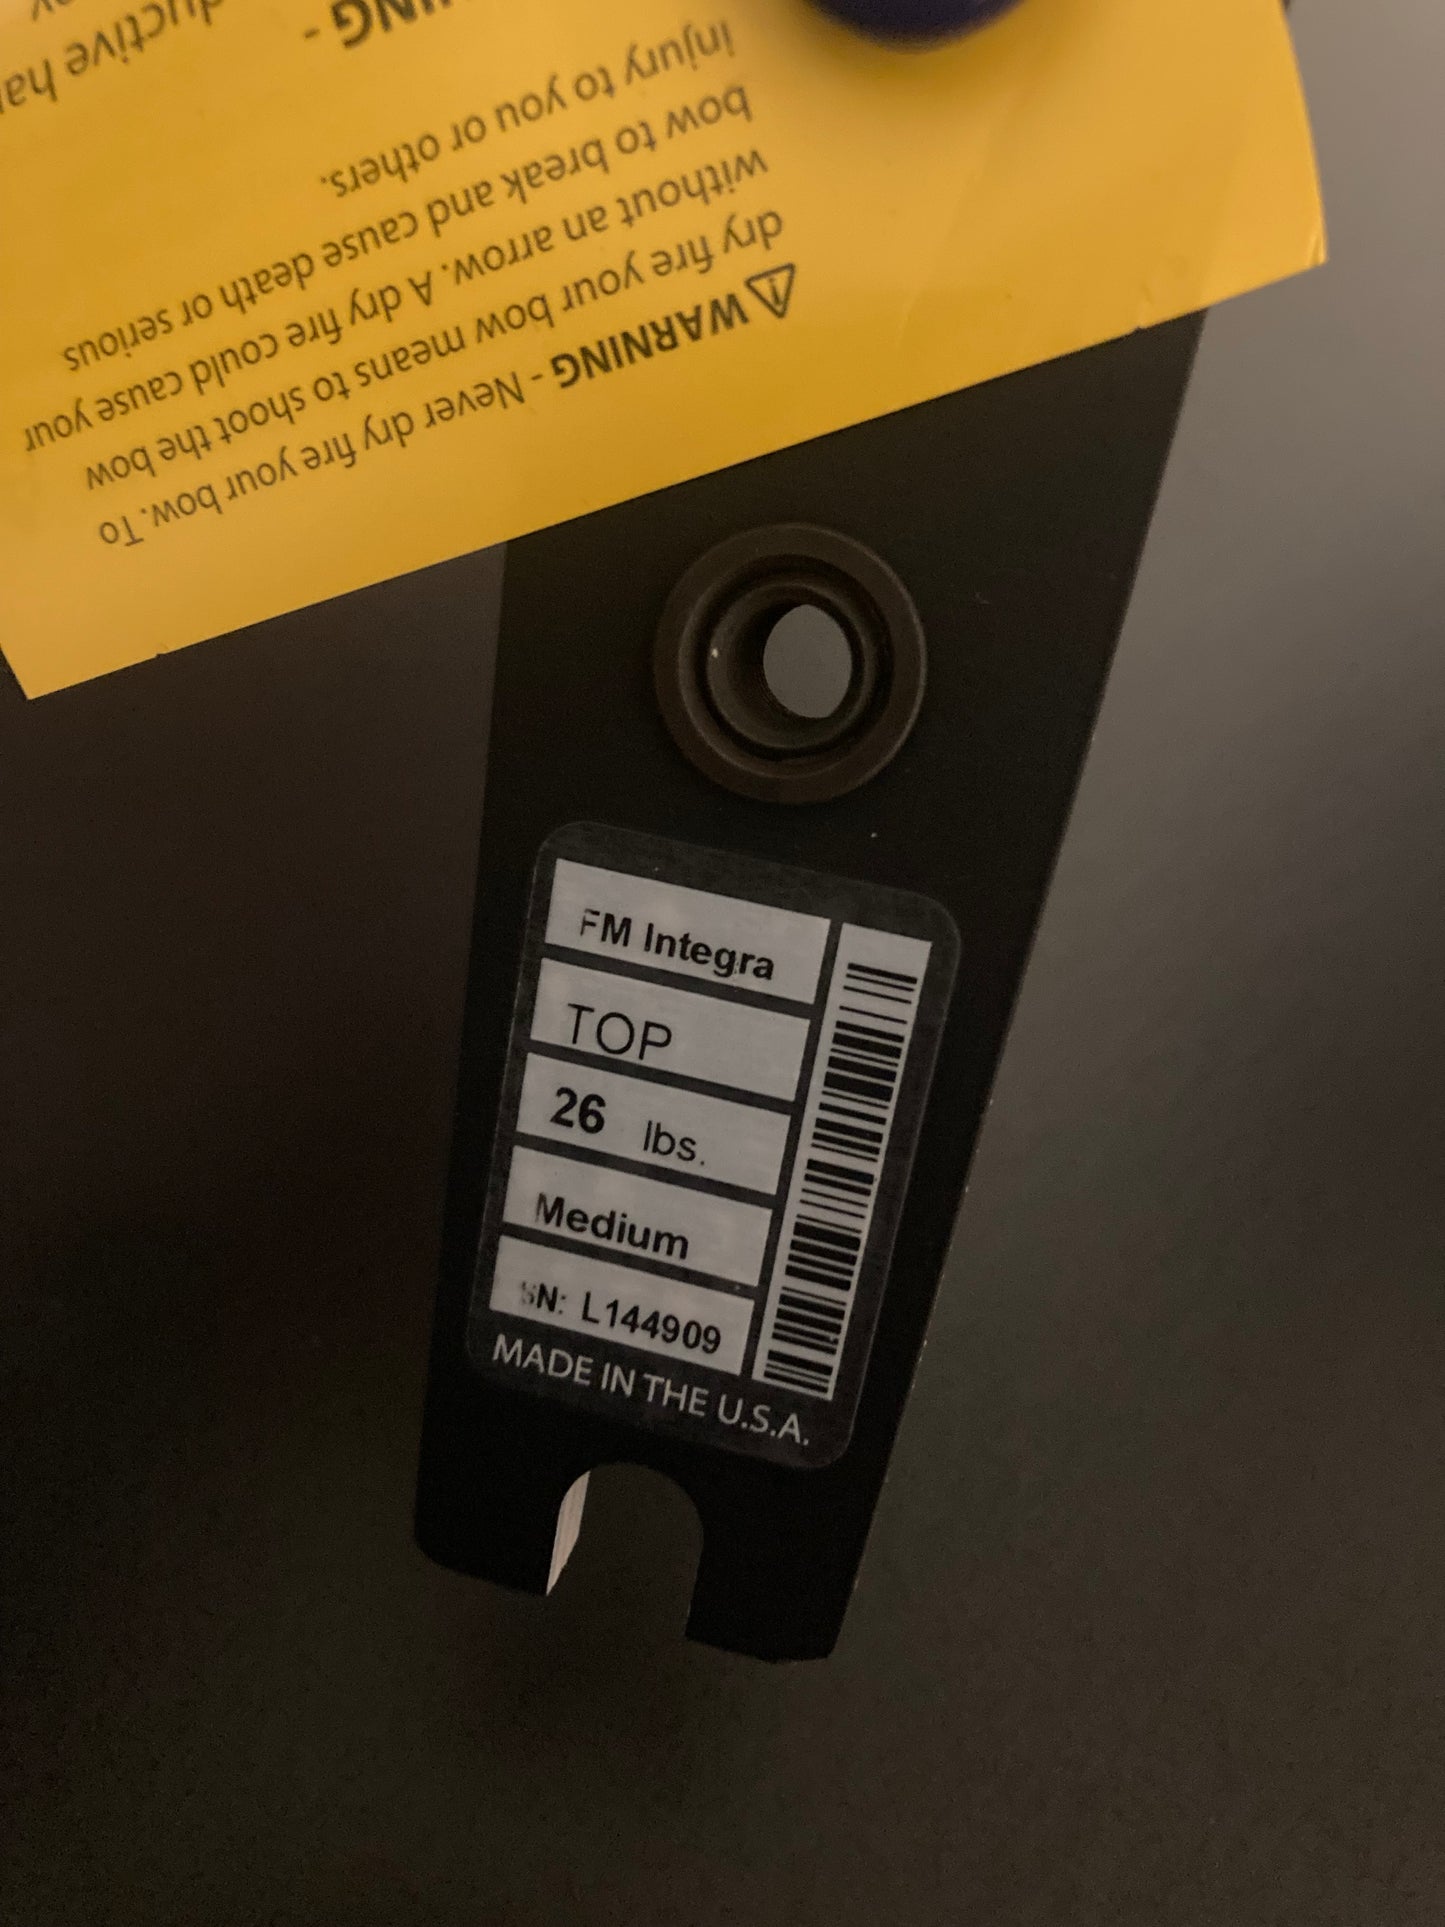 ⚠ WARNING - Never dry fire your bow. To
dry fire your bow means to shoot the bow
without an arrow. A dry fire could cause your
bow to break and cause death or serious
injury to you or others.
FM Integra
TOP
26 lbs.
Medium
SN: L144909
MADE IN THE U.S.A.